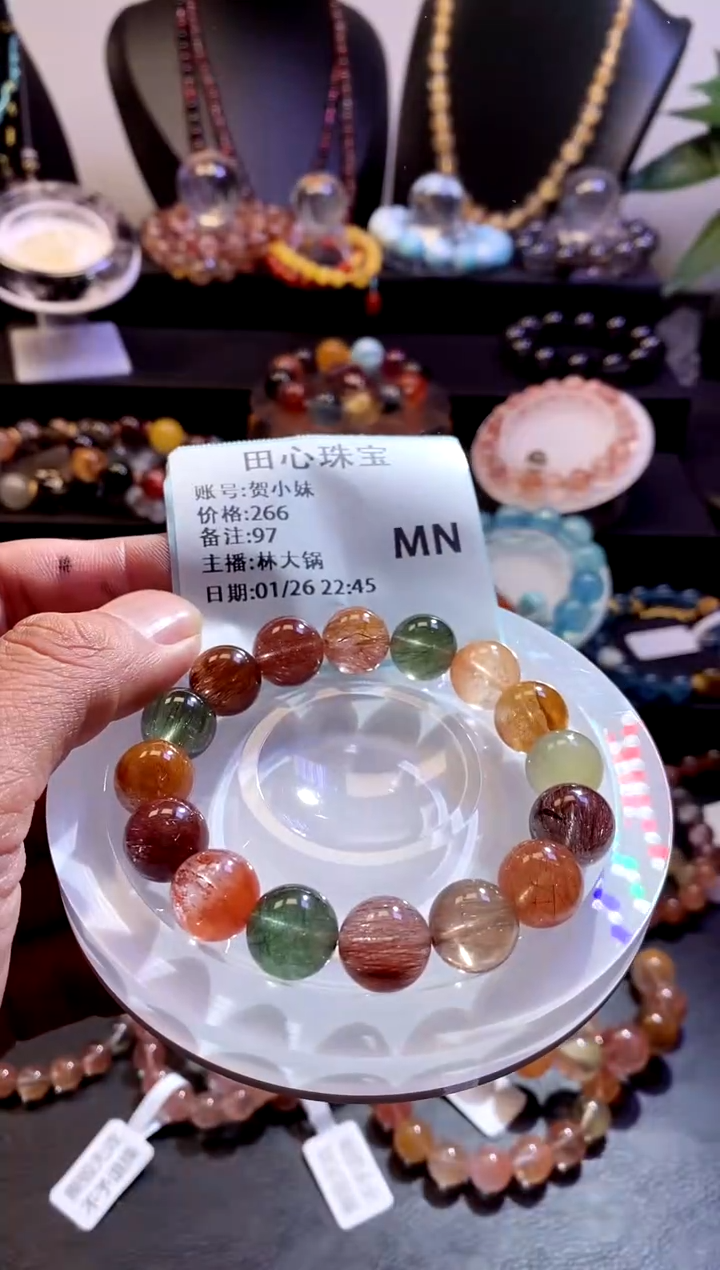 田心珠宝
账号:贺小妹
价格:266
备注:97
MN
主播:林大锅
日期:01/26 22:45